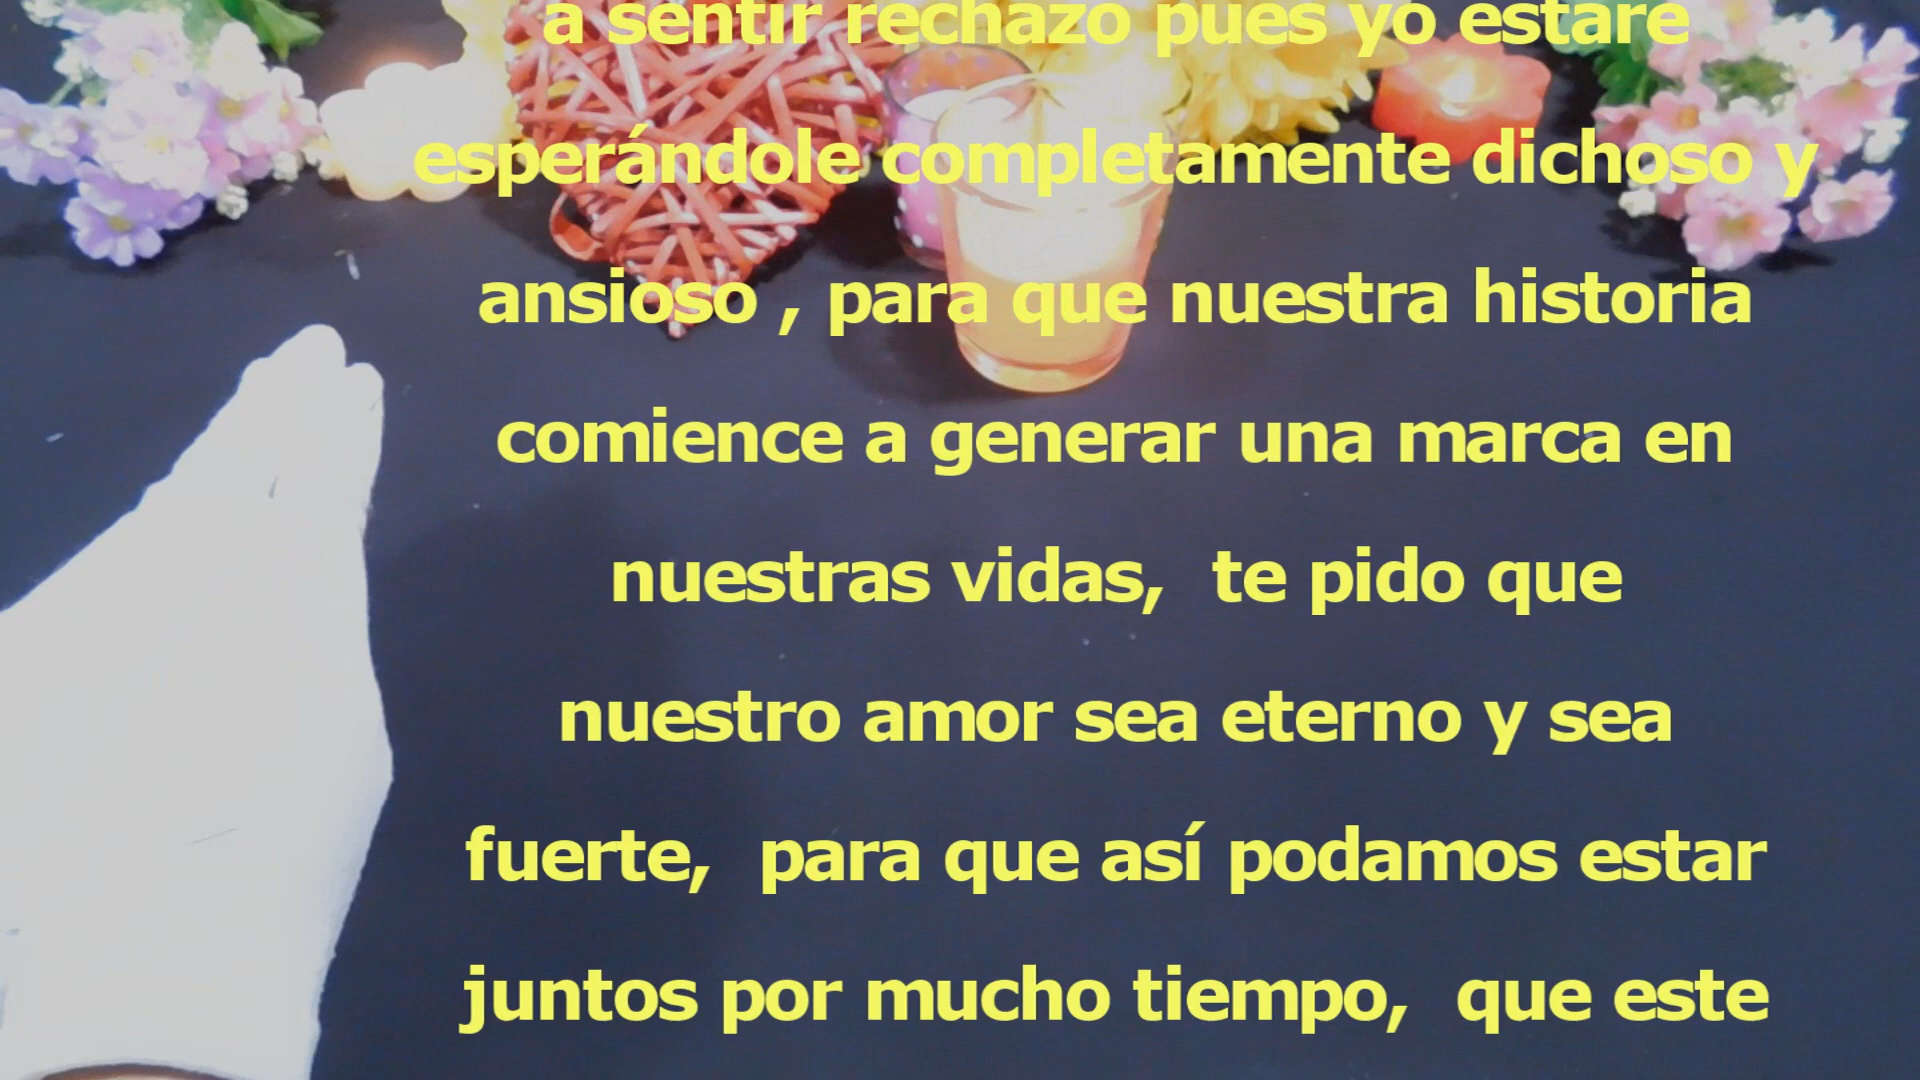 a sentir rechazo pues yo estaré
esperándole completamente dichoso y
ansioso , para que nuestra historia
comience a generar una marca en
nuestras vidas,  te pido que
nuestro amor sea eterno y sea
fuerte,  para que así podamos estar
juntos por mucho tiempo,  que este